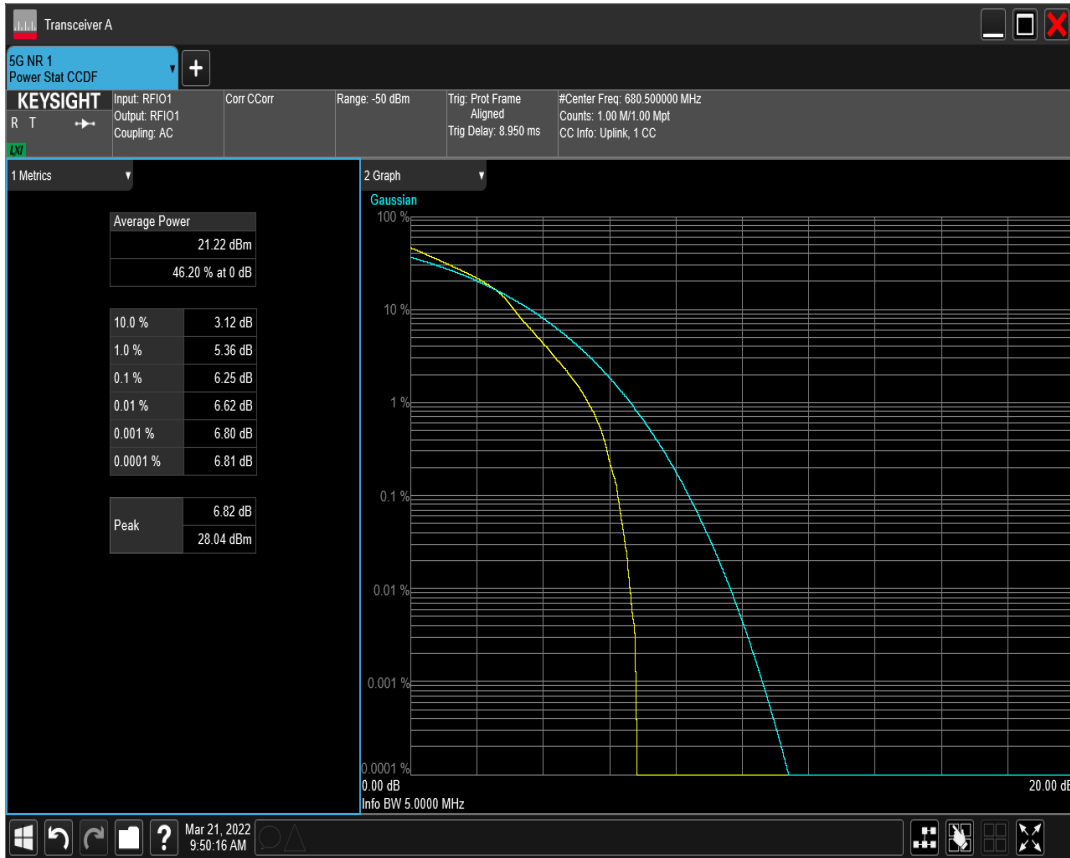 Transceiver A
5G NR 1
Power Stat CCDF
KEYSIGHT
R T
LXI
Input: RFIO1
Output: RFIO1
Coupling: AC
Corr CCorr
Range: -50 dBm
Trig: Prot Frame
Aligned
Trig Delay: 8.950 ms
#Center Freq: 680.500000 MHz
Counts: 1.00 M/1.00 Mpt
CC Info: Uplink, 1 CC
1 Metrics
Average Power
21.22 dBm
46.20 % at 0 dB
10.0 % 3.12 dB
1.0 % 5.36 dB
0.1 % 6.25 dB
0.01 % 6.62 dB
0.001 % 6.80 dB
0.0001 % 6.81 dB
Peak
6.82 dB
28.04 dBm
2 Graph
Gaussian
100 %
10 %
1 %
0.1 %
0.01 %
0.001 %
0.0001 %
0.00 dB 20.00 dB
Info BW 5.0000 MHz
?
Mar 21, 2022
9:50:16 AM